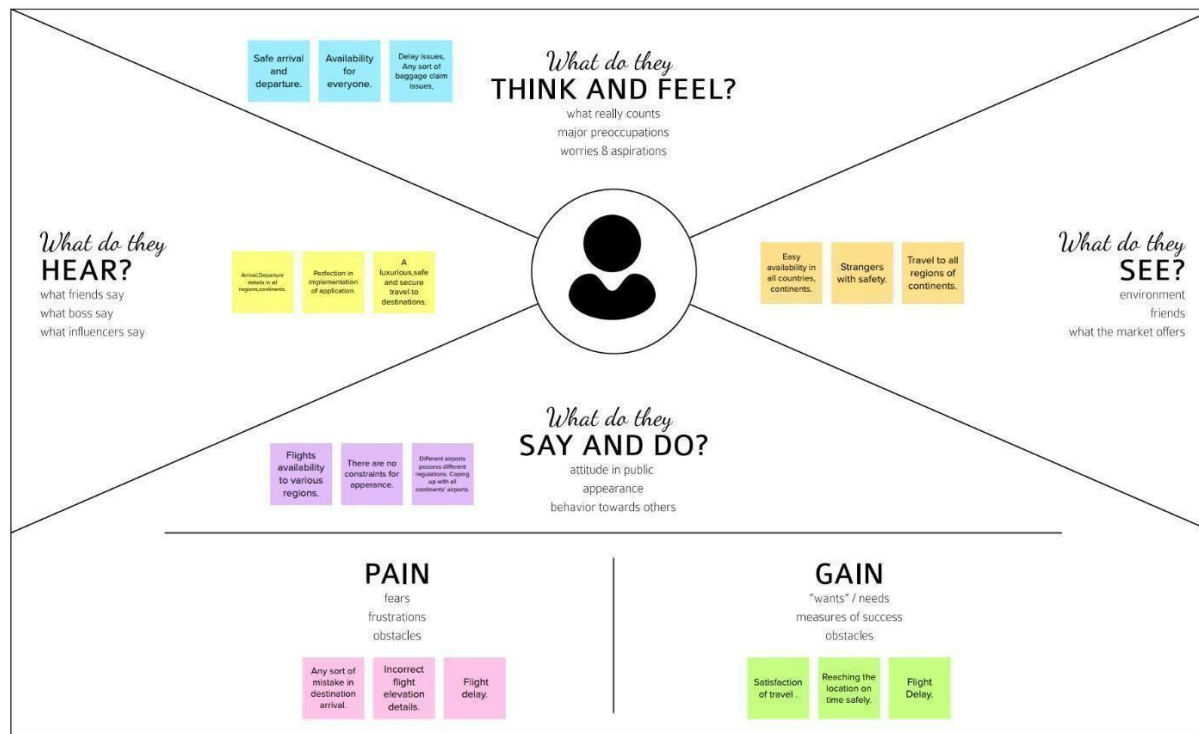 Safe arrival
and
departure.
Availability
for
everyone.
Delay issues,
Any sort of
baggage claim
issues,
What do they
THINK AND FEEL?
what really counts
major preoccupations
worries & aspirations
What do they
HEAR?
what friends say
what boss say
what influencers say
Arrival,Departure
details in all
regions,continents.
Perfection in
implementation
of application.
A
luxurious,safe
and secure
travel to
destinations.
Easy
availability in
all countries,
continents.
Strangers
with safety.
Travel to all
regions of
continents.
What do they
SEE?
environment
friends
what the market offers
What do they
SAY AND DO?
attitude in public
appearance
behavior towards others
Flights
availability
to various
regions.
There are no
constraints for
apperance.
Different airports
possess different
regulations. Coping
up with all
continents' airports.
PAIN
fears
frustrations
obstacles
Any sort of
mistake in
destination
arrival.
Incorrect
flight
elevation
details.
Flight
delay.
GAIN
"wants" / needs
measures of success
obstacles
Satisfaction
of travel .
Reaching the
location on
time safely.
Flight
Delay.